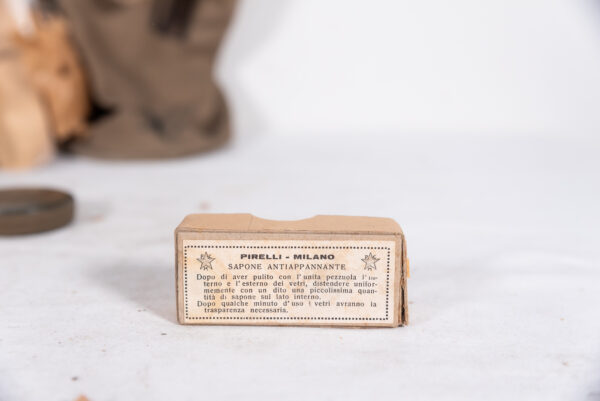 PIRELLI - MILANO
SAPONE ANTIAPPANNANTE
Dopo di aver pulito con l'unita pezzuola l'in-
terno e l'esterno dei vetri, distendere unifor-
memente con un dito una piccolissima quan-
tità di sapone sul lato interno.
Dopo qualche minuto d'uso i vetri avranno la
trasparenza necessaria.